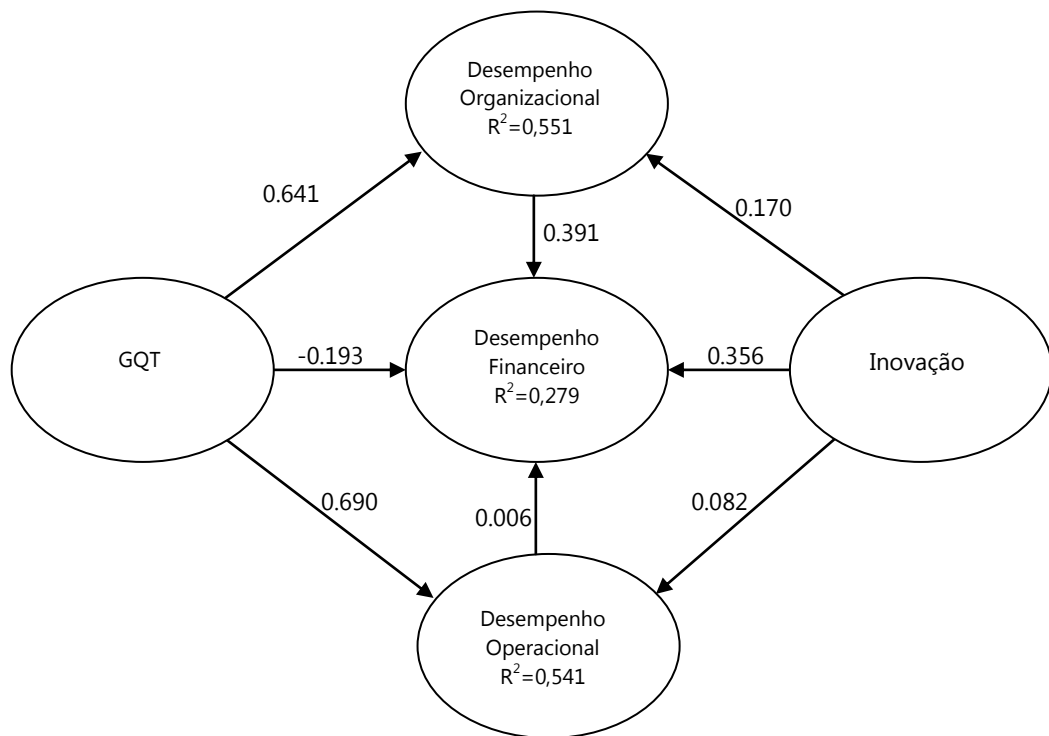 Desempenho
Organizacional
R²=0,551
0.641
0.170
0.391
GQT
-0.193
Desempenho
Financeiro
R²=0,279
0.356
Inovação
0.690
0.006
0.082
Desempenho
Operacional
R²=0,541